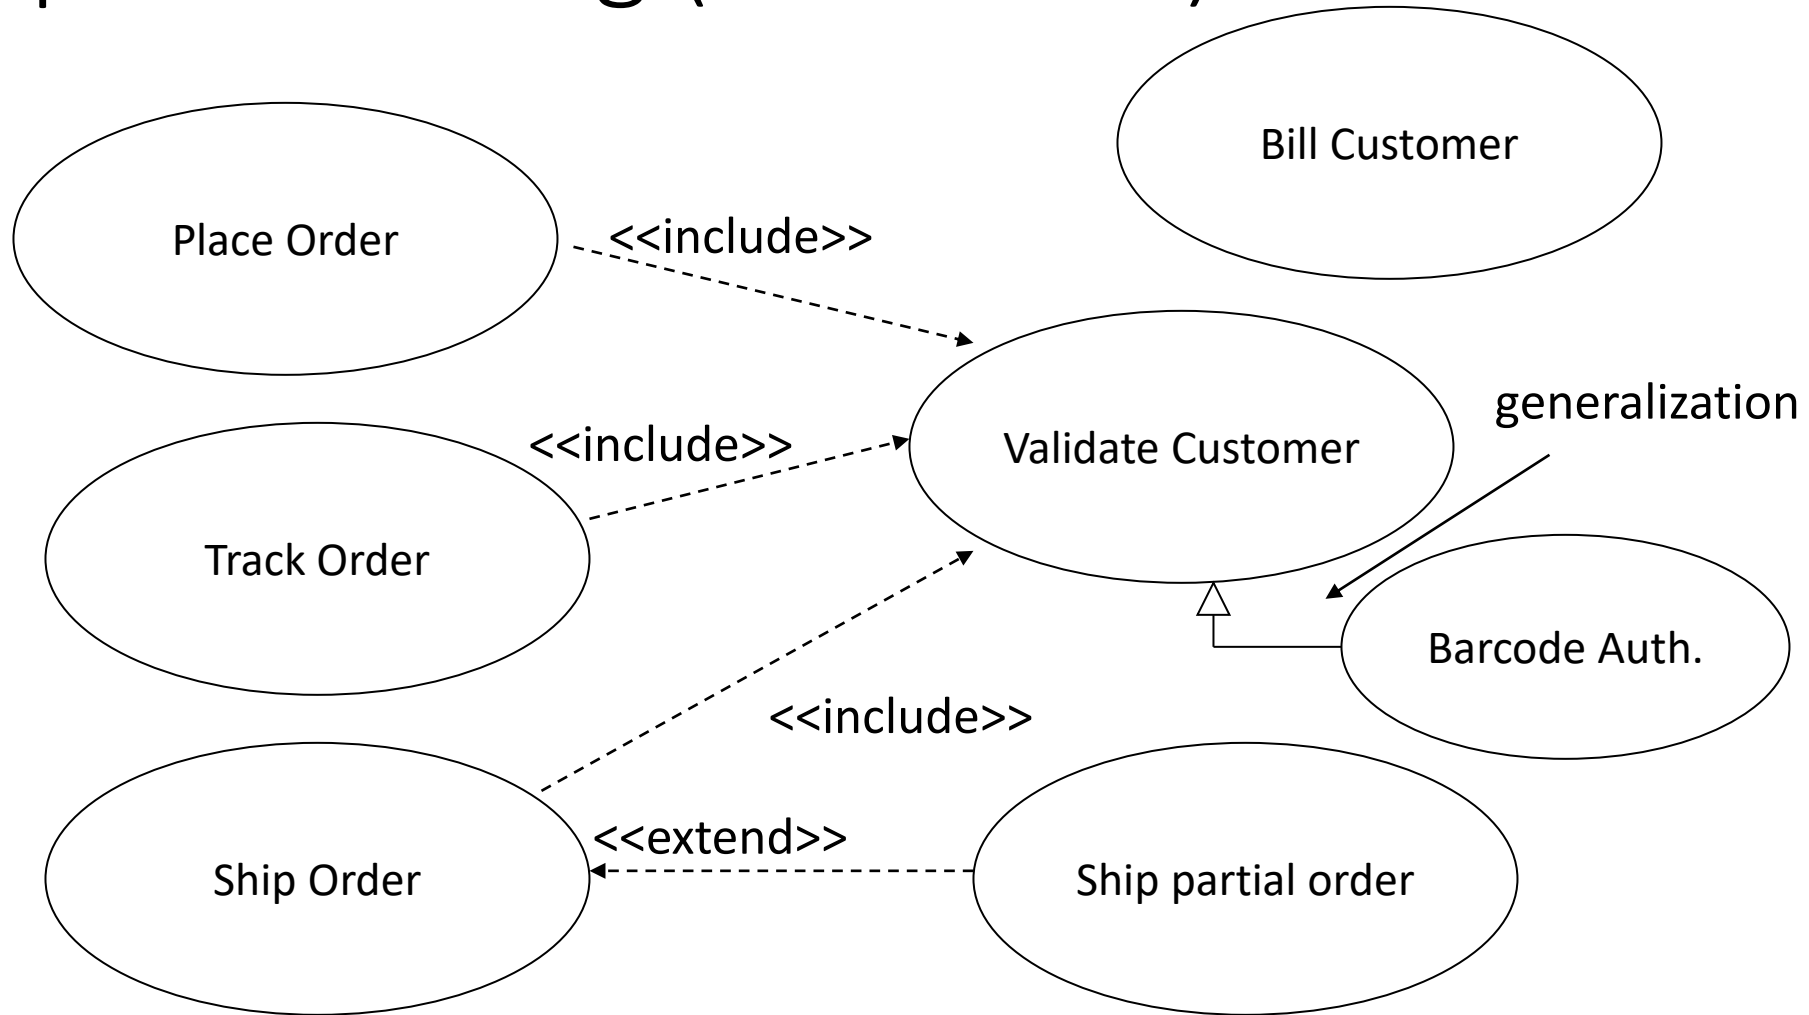 Bill Customer
Place Order
<<include>>
generalization
<<include>>
Validate Customer
Track Order
Barcode Auth.
<<include>>
<<extend>>
Ship Order
Ship partial order